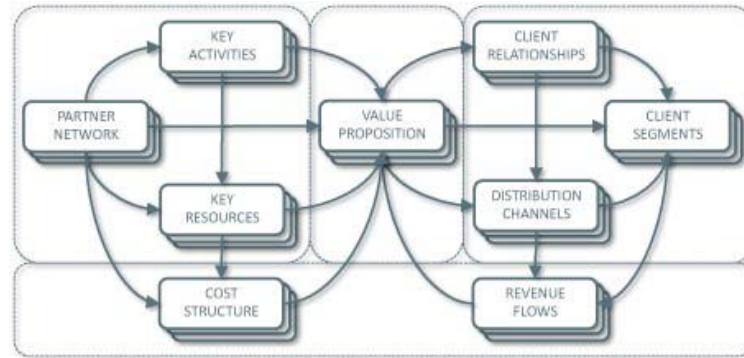 KEY
ACTIVITIES
CLIENT
RELATIONSHIPS
PARTNER
NETWORK
VALUE
PROPOSITION
CLIENT
SEGMENTS
KEY
RESOURCES
DISTRIBUTION
CHANNELS
COST
STRUCTURE
REVENUE
FLOWS